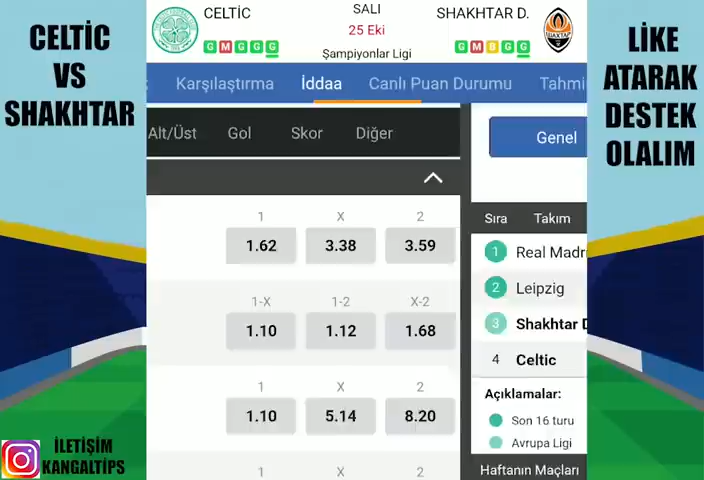 CELTİC
VS
SHAKHTAR
CELTİC
G M G G G
SALI
25 Eki
Şampiyonlar Ligi
SHAKHTAR D.
G M B G G
LİKE
ATARAK
DESTEK
OLALIM
Karşılaştırma İddaa Canlı Puan Durumu Tahmi
Alt/Üst Gol Skor Diğer
Genel
1 X 2
1.62 3.38 3.59
1-X 1-2 X-2
1.10 1.12 1.68
1 X 2
1.10 5.14 8.20
1 X 2
Sıra Takım
1 Real Madr
2 Leipzig
3 Shakhtar D
4 Celtic
Açıklamalar:
Son 16 turu
Avrupa Ligi
Haftanın Maçları
İLETİŞİM
KANGALTİPS